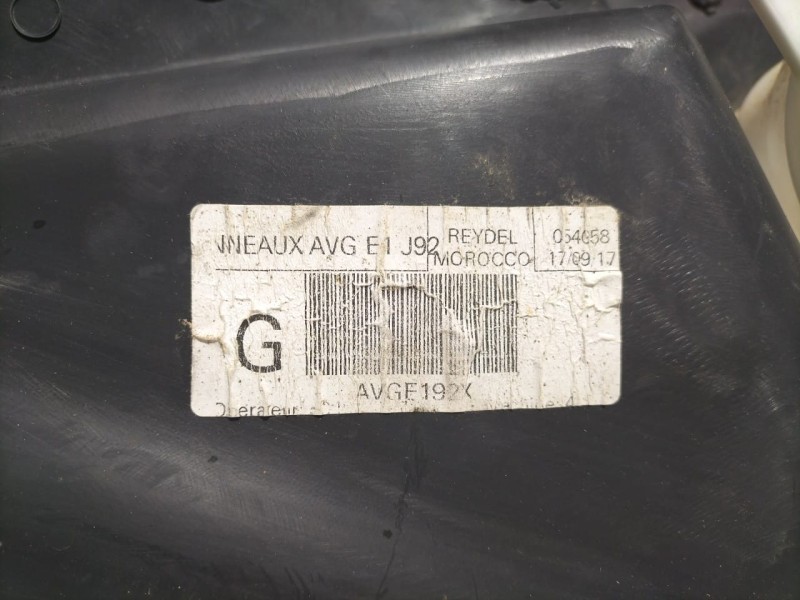 NNEAUX AVG E1 J92
REYDEL
MOROCCO
054658
17/09/17
G
AVGE192X
Operateur